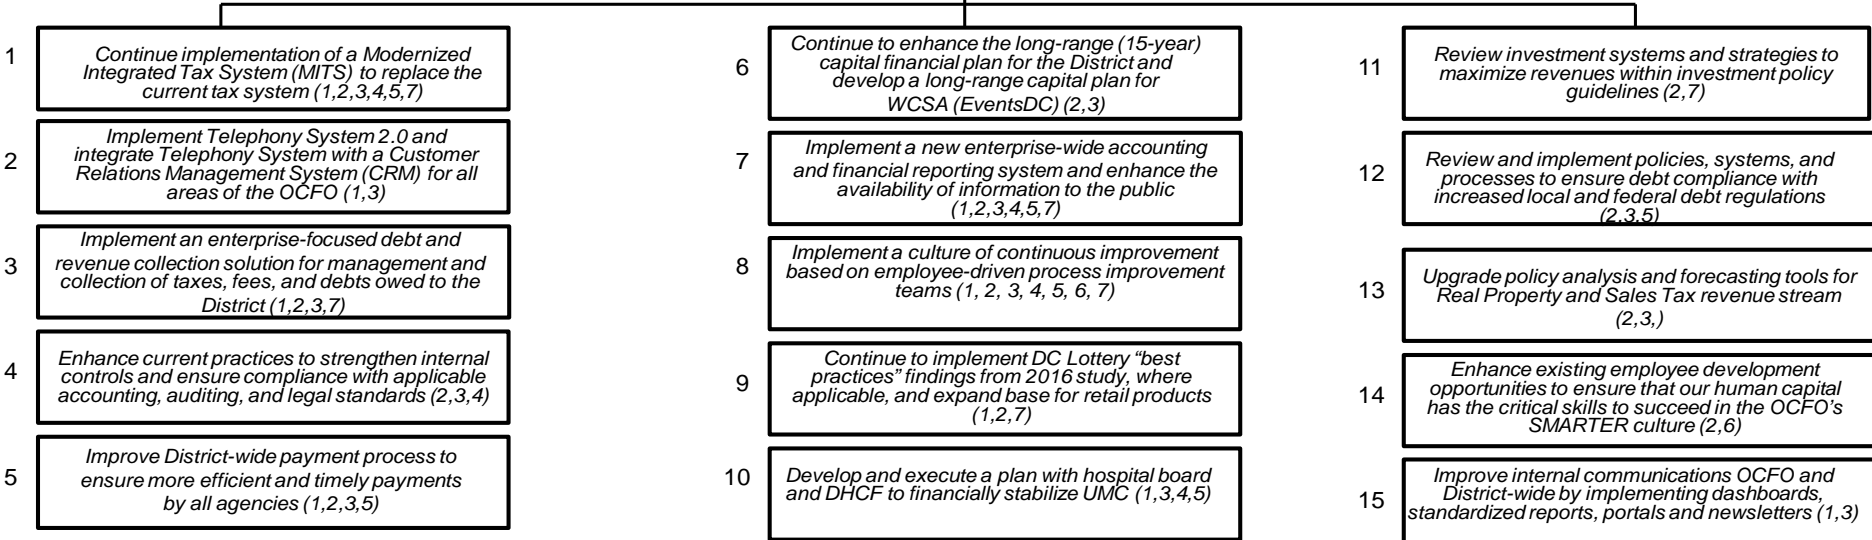 1
Continue implementation of a Modernized
Integrated Tax System (MITS) to replace the
current tax system (1,2,3,4,5,7)
2
Implement Telephony System 2.0 and
integrate Telephony System with a Customer
Relations Management System (CRM) for all
areas of the OCFO (1,3)
3
Implement an enterprise-focused debt and
revenue collection solution for management and
collection of taxes, fees, and debts owed to the
District (1,2,3,7)
4
Enhance current practices to strengthen internal
controls and ensure compliance with applicable
accounting, auditing, and legal standards (2,3,4)
5
Improve District-wide payment process to
ensure more efficient and timely payments
by all agencies (1,2,3,5)
6
Continue to enhance the long-range (15-year)
capital financial plan for the District and
develop a long-range capital plan for
WCSA (EventsDC) (2,3)
7
Implement a new enterprise-wide accounting
and financial reporting system and enhance the
availability of information to the public
(1,2,3,4,5,7)
8
Implement a culture of continuous improvement
based on employee-driven process improvement
teams (1, 2, 3, 4, 5, 6, 7)
9
Continue to implement DC Lottery “best
practices” findings from 2016 study, where
applicable, and expand base for retail products
(1,2,7)
10
Develop and execute a plan with hospital board
and DHCF to financially stabilize UMC (1,3,4,5)
11
Review investment systems and strategies to
maximize revenues within investment policy
guidelines (2,7)
12
Review and implement policies, systems, and
processes to ensure debt compliance with
increased local and federal debt regulations
(2,3,5)
13
Upgrade policy analysis and forecasting tools for
Real Property and Sales Tax revenue stream
(2,3,)
14
Enhance existing employee development
opportunities to ensure that our human capital
has the critical skills to succeed in the OCFO’s
SMARTER culture (2,6)
15
Improve internal communications OCFO and
District-wide by implementing dashboards,
standardized reports, portals and newsletters (1,3)